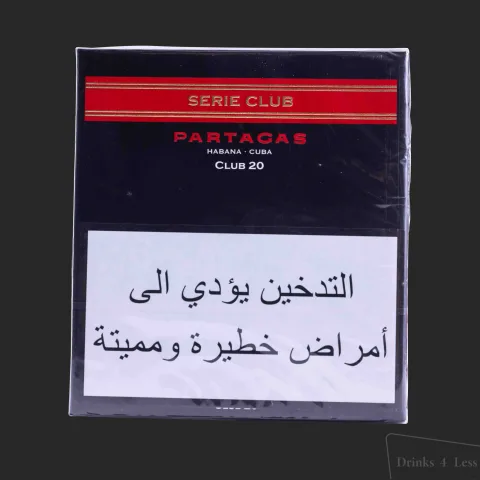 SERIE CLUB
PARTAGAS
HABANA · CUBA
CLUB 20
التدخين يؤدي الى
أمراض خطيرة ومميتة
Drinks 4 Less